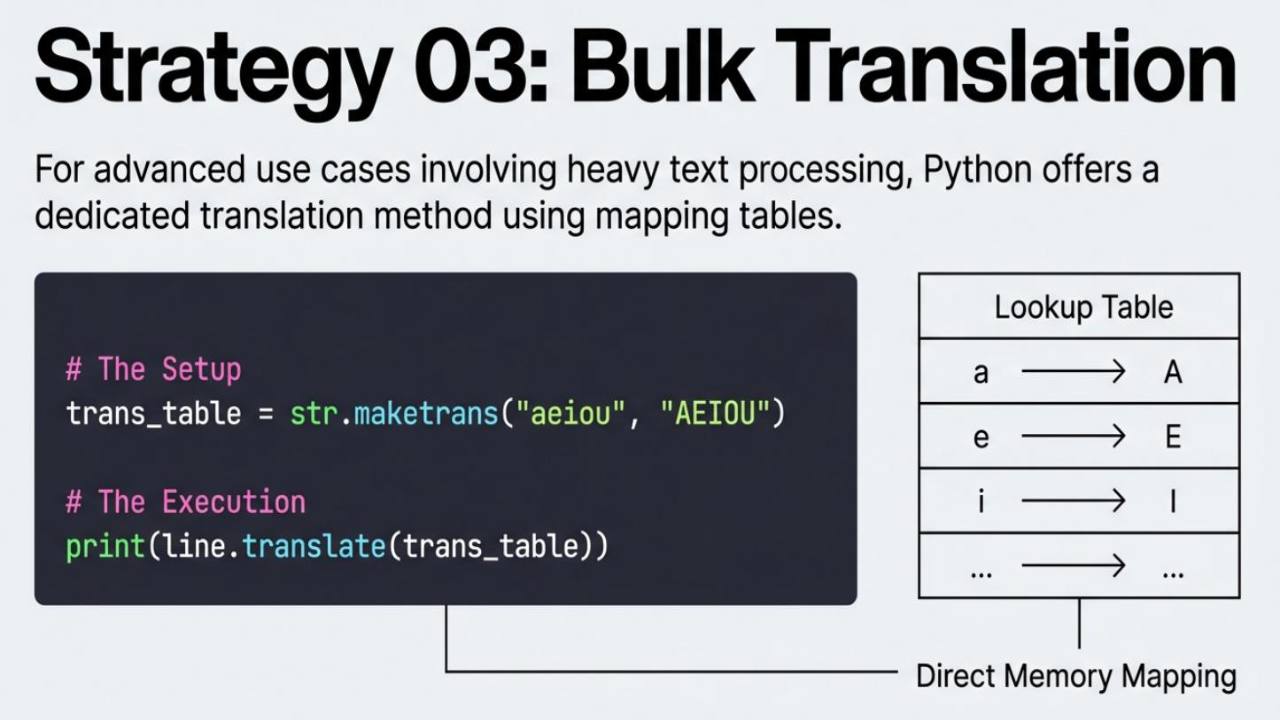 Strategy 03: Bulk Translation
For advanced use cases involving heavy text processing, Python offers a
dedicated translation method using mapping tables.
# The Setup
trans_table = str.maketrans("aeiou", "AEIOU")
# The Execution
print(line.translate(trans_table))
Lookup Table
a → A
e → E
i → I
... → ...
Direct Memory Mapping